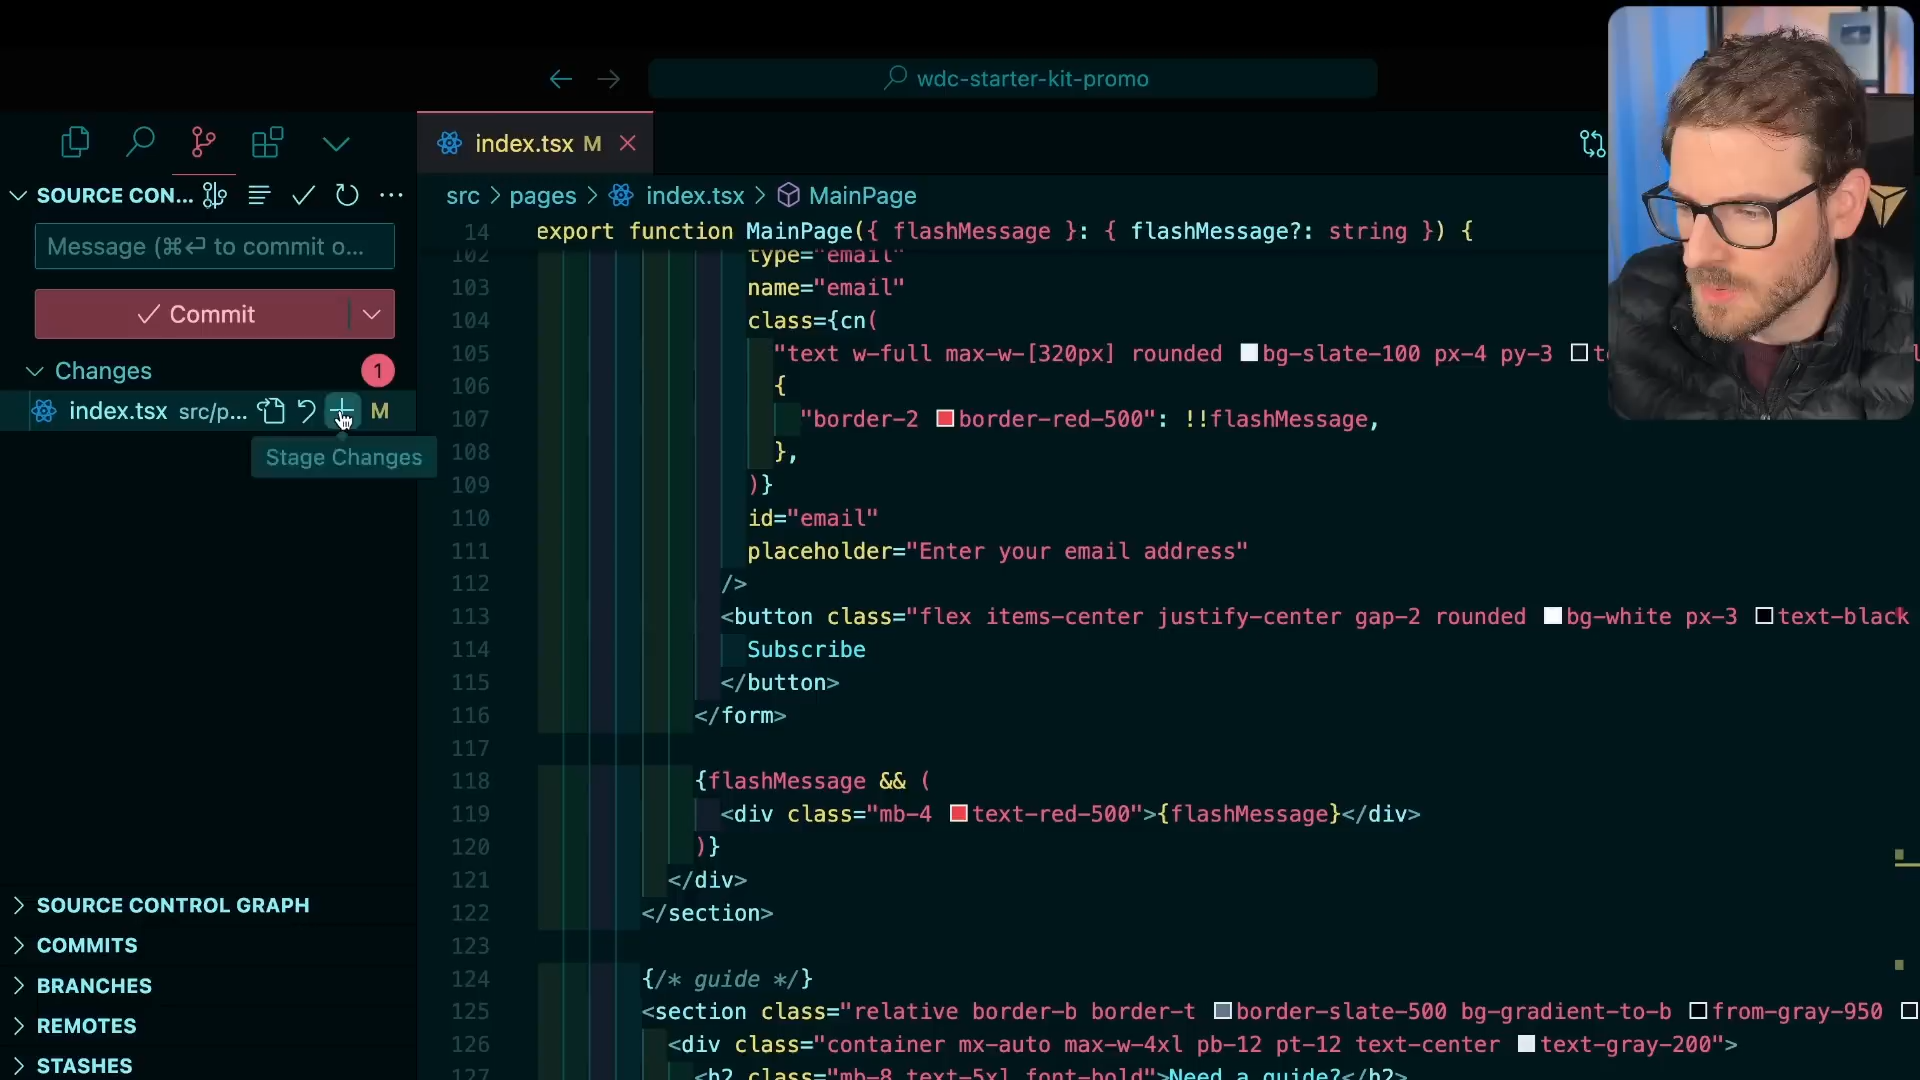 wdc-starter-kit-promo
index.tsx M
SOURCE CON...
src > pages > index.tsx > MainPage
14 export function MainPage({ flashMessage }: { flashMessage?: string }) {
Message (⌘↵ to commit o...
Commit
Changes 1
index.tsx src/p... M
Stage Changes
102 type="email"
103 name="email"
104 class={cn(
105 "text w-full max-w-[320px] rounded bg-slate-100 px-4 py-3
106 {
107 "border-2 border-red-500": !!flashMessage,
108 },
109 )}
110 id="email"
111 placeholder="Enter your email address"
112 />
113 <button class="flex items-center justify-center gap-2 rounded bg-white px-3 text-black
114 Subscribe
115 </button>
116 </form>
117
118 {flashMessage && (
119 <div class="mb-4 text-red-500">{flashMessage}</div>
120 )}
121 </div>
122 </section>
123
124 {/* guide */}
125 <section class="relative border-b border-t border-slate-500 bg-gradient-to-b from-gray-950
126 <div class="container mx-auto max-w-4xl pb-12 pt-12 text-center text-gray-200">
127 <h2 class="mb-8 text-5xl font-bold">Need a guide?</h2>
SOURCE CONTROL GRAPH
COMMITS
BRANCHES
REMOTES
STASHES